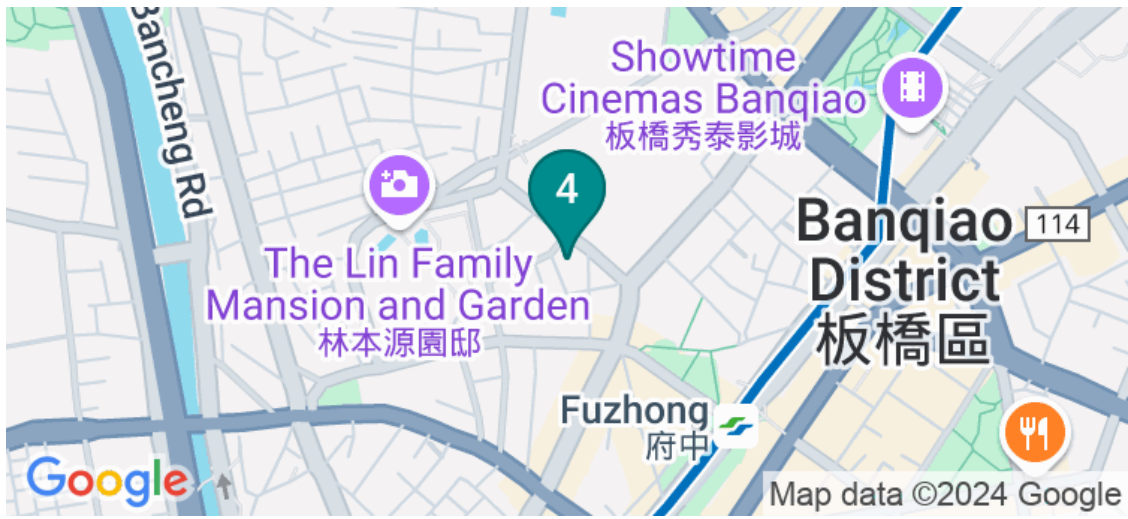 Bancheng Rd
Showtime
Cinemas Banqiao
板橋秀泰影城
4
Banqiao
District
板橋區
114
The Lin Family
Mansion and Garden
林本源園邸
Fuzhong
府中
Google
Map data ©2024 Google